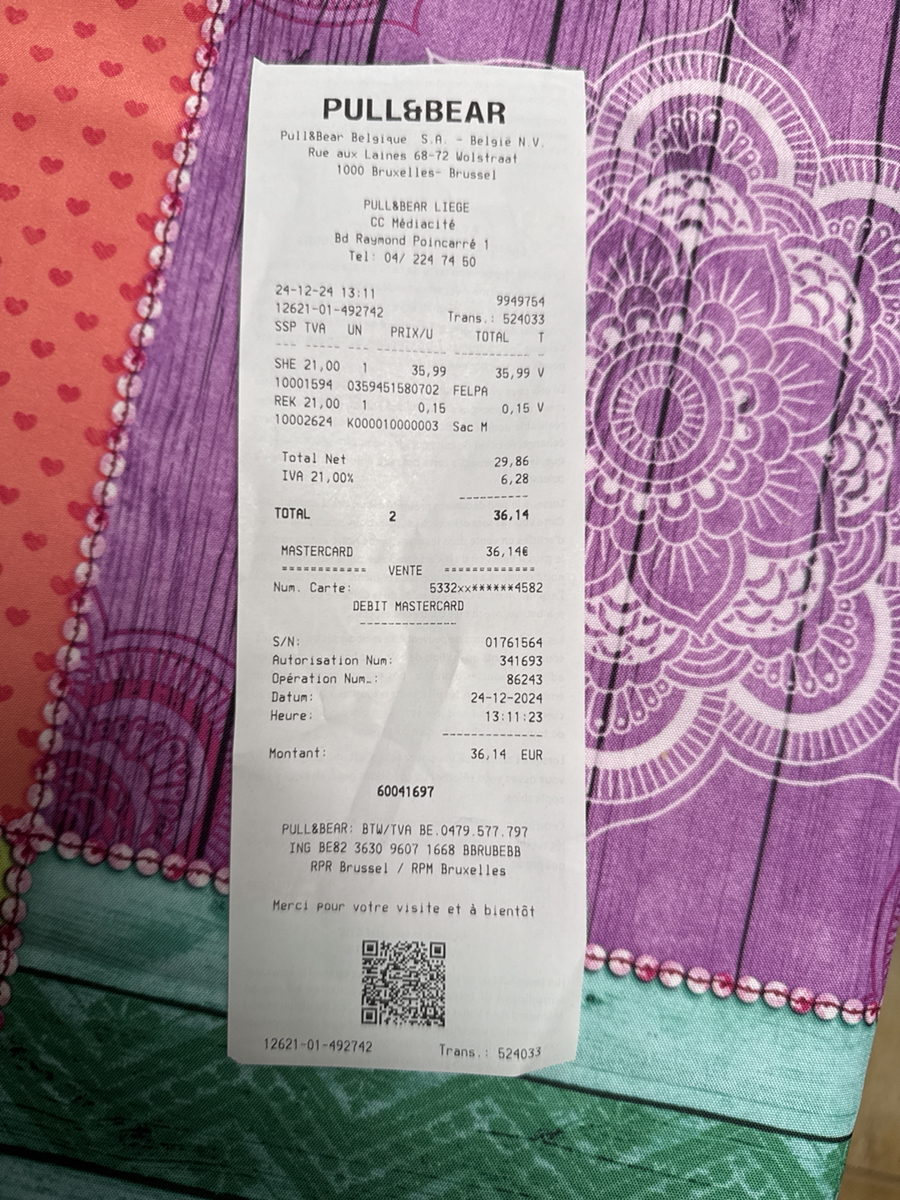 PULL&BEAR
Pull&Bear Belgique S.A. - België N.V.
Rue aux Laines 68-72 Wolstraat
1000 Bruxelles- Brussel
PULL&BEAR LIEGE
CC Médiacité
Bd Raymond Poincarré 1
Tel: 04/ 224 74 50
24-12-24 13:11 9949754
12621-01-492742 Trans.: 524033
SSP TVA UN PRIX/U TOTAL T
--- ------ --- ------ ------ -
SHE 21,00 1 35,99 35,99 V
10001594 0359451580702 FELPA
REK 21,00 1 0,15 0,15 V
10002624 K000010000003 Sac M
Total Net 29,86
IVA 21,00% 6,28
----------
TOTAL 2 36,14
MASTERCARD 36,14€
============ VENTE =============
Num. Carte: 5332xx******4582
DEBIT MASTERCARD
--------------
S/N: 01761564
Autorisation Num: 341693
Opération Num.: 86243
Datum: 24-12-2024
Heure: 13:11:23
--------------
Montant: 36,14 EUR
60041697
PULL&BEAR: BTW/TVA BE.0479.577.797
ING BE82 3630 9607 1668 BBRUBEBB
RPR Brussel / RPM Bruxelles
Merci pour votre visite et à bientôt
12621-01-492742 Trans.: 524033